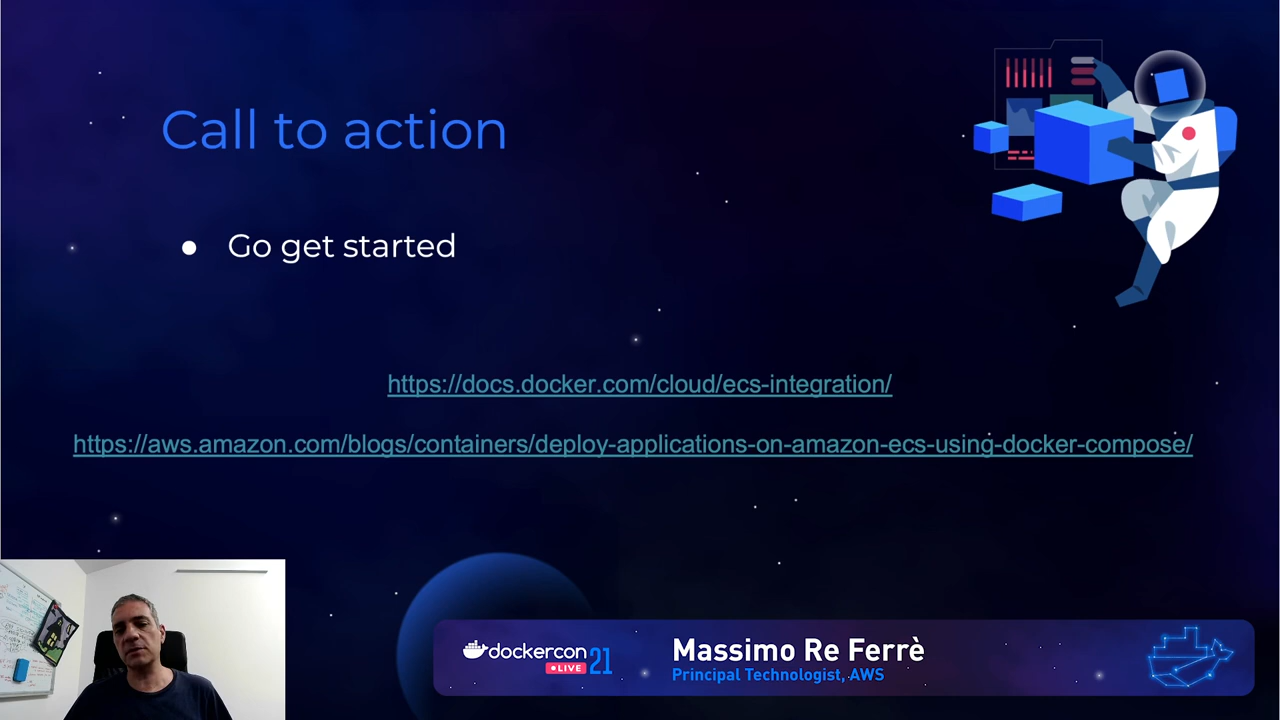 Call to action
● Go get started
https://docs.docker.com/cloud/ecs-integration/
https://aws.amazon.com/blogs/containers/deploy-applications-on-amazon-ecs-using-docker-compose/
dockercon
LIVE 21
Massimo Re Ferrè
Principal Technologist, AWS